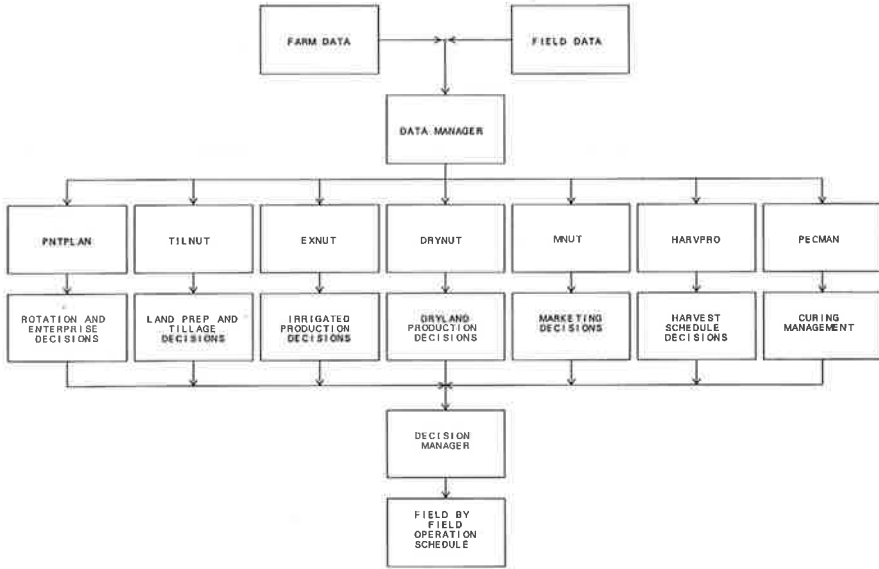 FARM DATA
FIELD DATA
DATA MANAGER
PNTPLAN
TILNUT
EXNUT
DRYNUT
MNUT
HARVPRO
PECMAN
ROTATION AND
ENTERPRISE
DECISIONS
LAND PREP AND
TILLAGE
DECISIONS
IRRIGATED
PRODUCTION
DECISIONS
DRYLAND
PRODUCTION
DECISIONS
MARKETING
DECISIONS
HARVEST
SCHEDULE
DECISIONS
CURING
MANAGEMENT
DECISION
MANAGER
FIELD BY
FIELD
OPERATION
SCHEDULE